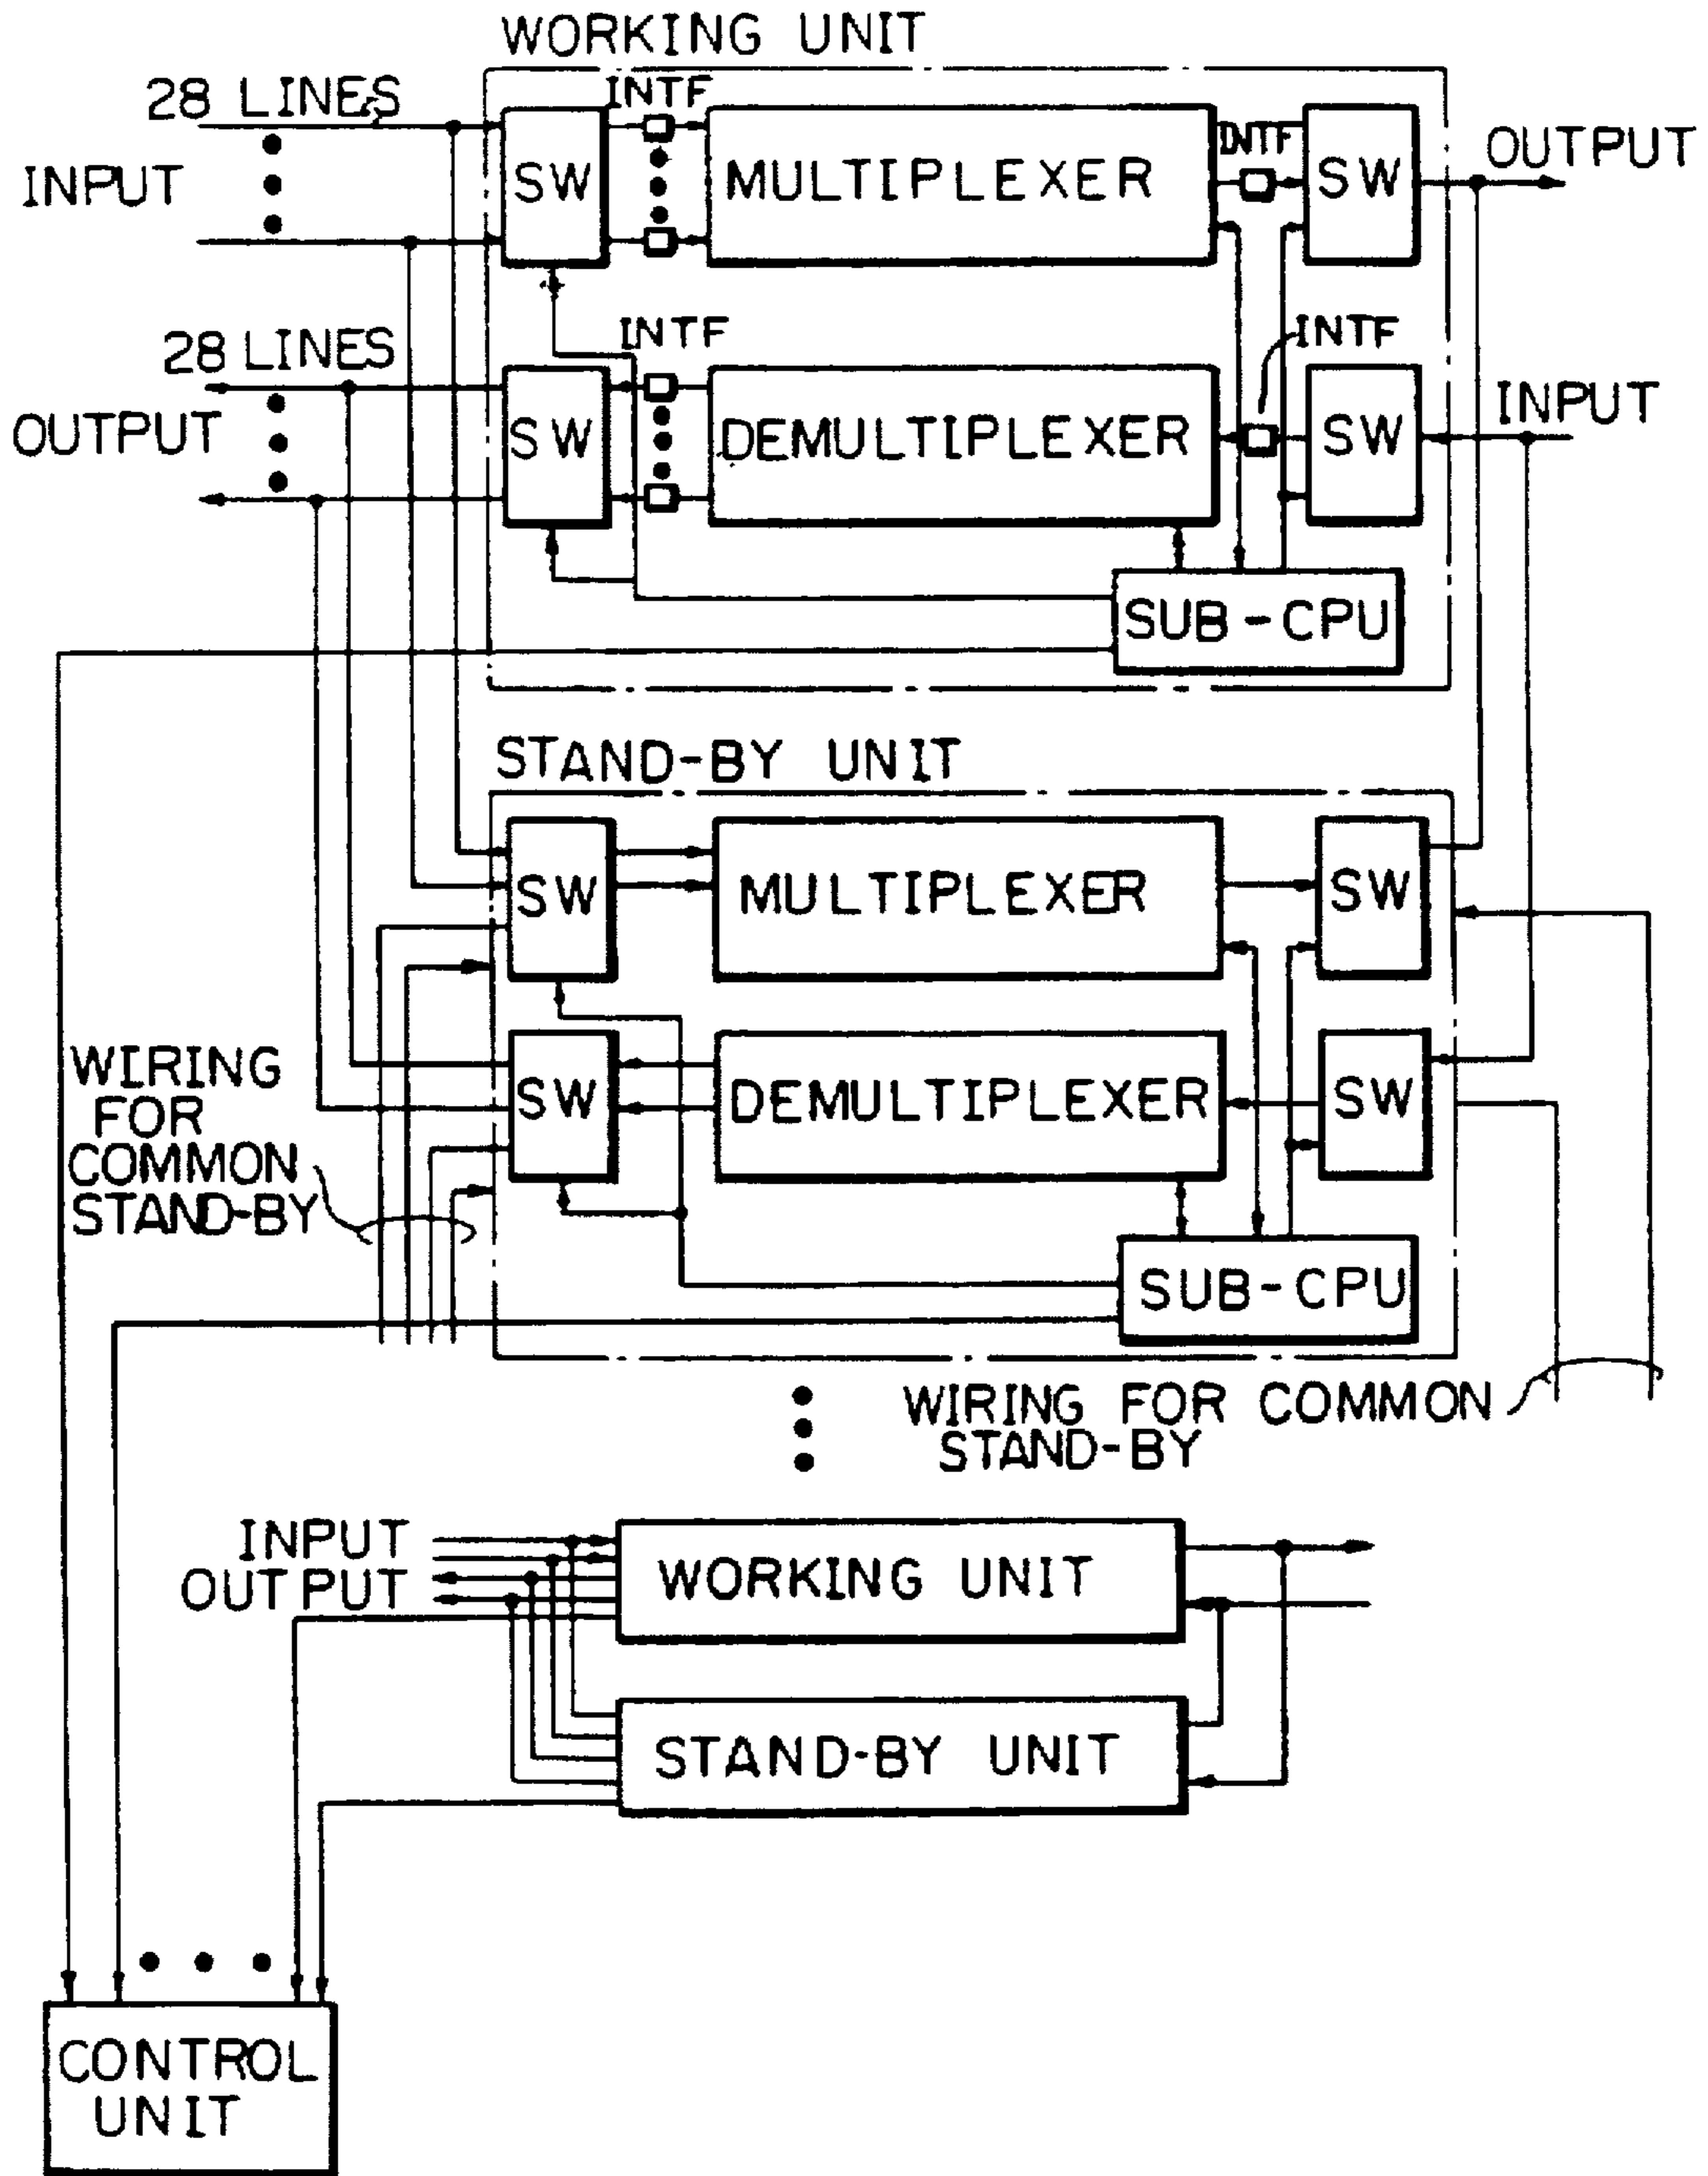 WORKING UNIT
28 LINES
INTF
INPUT
SW
MULTIPLEXER
INTF
SW
OUTPUT
28 LINES
INTF
INTF
OUTPUT
SW
DEMULTIPLEXER
SW
INPUT
SUB-CPU
STAND-BY UNIT
SW
MULTIPLEXER
SW
WIRING
FOR
COMMON
STAND-BY
SW
DEMULTIPLEXER
SW
SUB-CPU
WIRING FOR COMMON
STAND-BY
INPUT
OUTPUT
WORKING UNIT
STAND-BY UNIT
CONTROL
UNIT